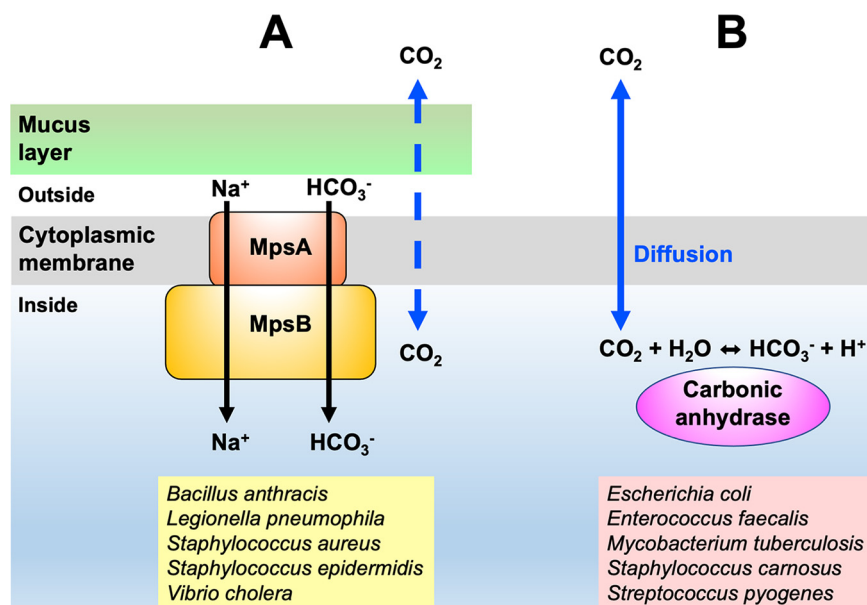 A
B
CO₂
CO₂
Mucus
layer
Outside
Na⁺
HCO₃⁻
Cytoplasmic
membrane
MpsA
Diffusion
Inside
MpsB
CO₂
CO₂ + H₂O ↔ HCO₃⁻ + H⁺
Carbonic
anhydrase
Na⁺
HCO₃⁻
Bacillus anthracis
Legionella pneumophila
Staphylococcus aureus
Staphylococcus epidermidis
Vibrio cholera
Escherichia coli
Enterococcus faecalis
Mycobacterium tuberculosis
Staphylococcus carnosus
Streptococcus pyogenes